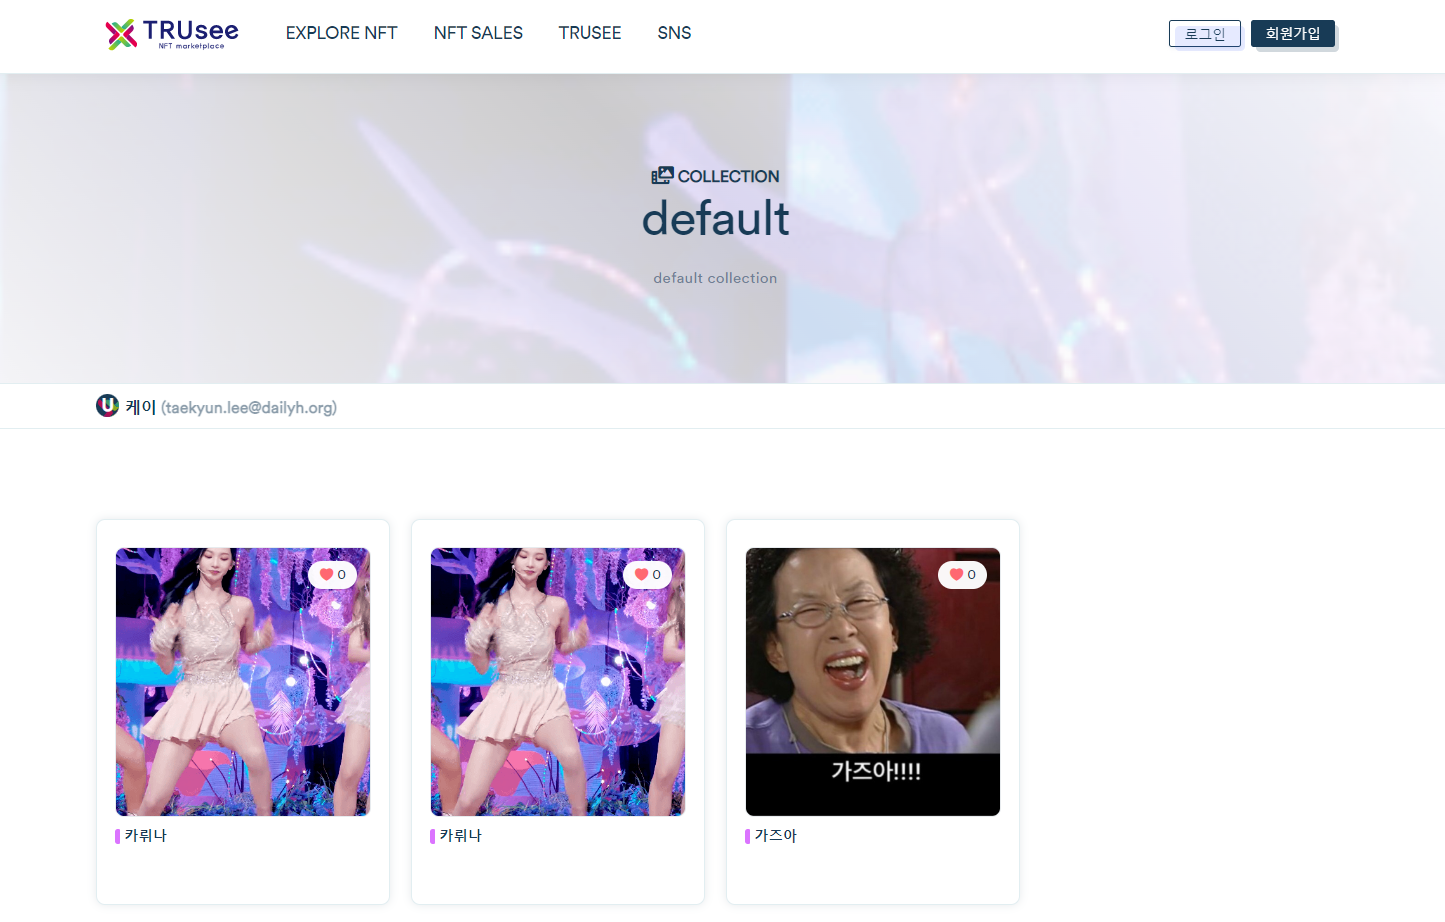 TRUsee
NFT marketplace
EXPLORE NFT
NFT SALES
TRUSEE
SNS
로그인
회원가입
COLLECTION
default
default collection
케이 (taekyun.lee@dailyh.org)
0
0
0
가즈아!!!!
카뤼나
카뤼나
가즈아